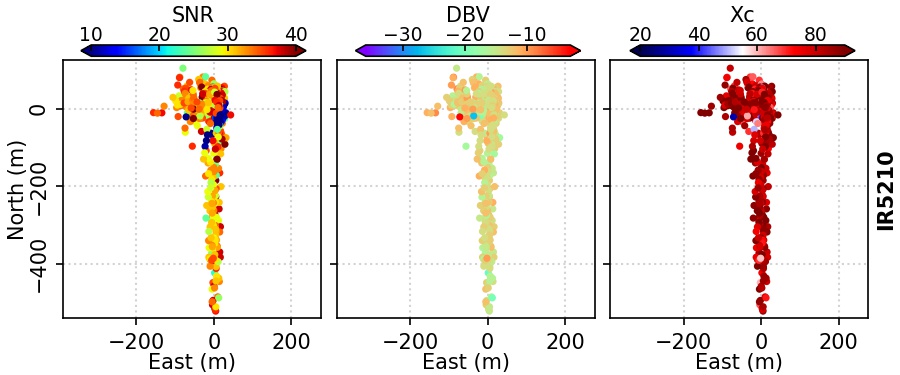 SNR DBV Xc
10 20 30 40 −30 −20 −10 20 40 60 80
0
−200
−400
North (m)
IR5210
−200 0 200 −200 0 200 −200 0 200
East (m) East (m) East (m)